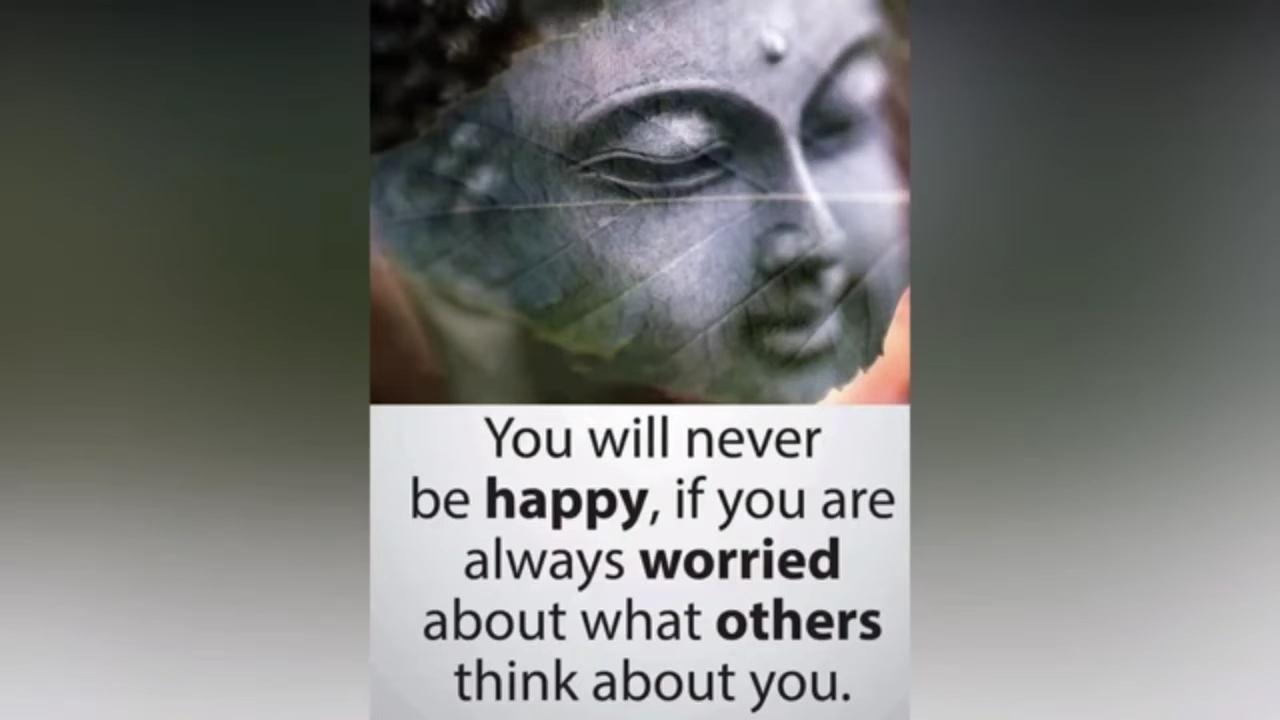 You will never
be happy, if you are
always worried
about what others
think about you.